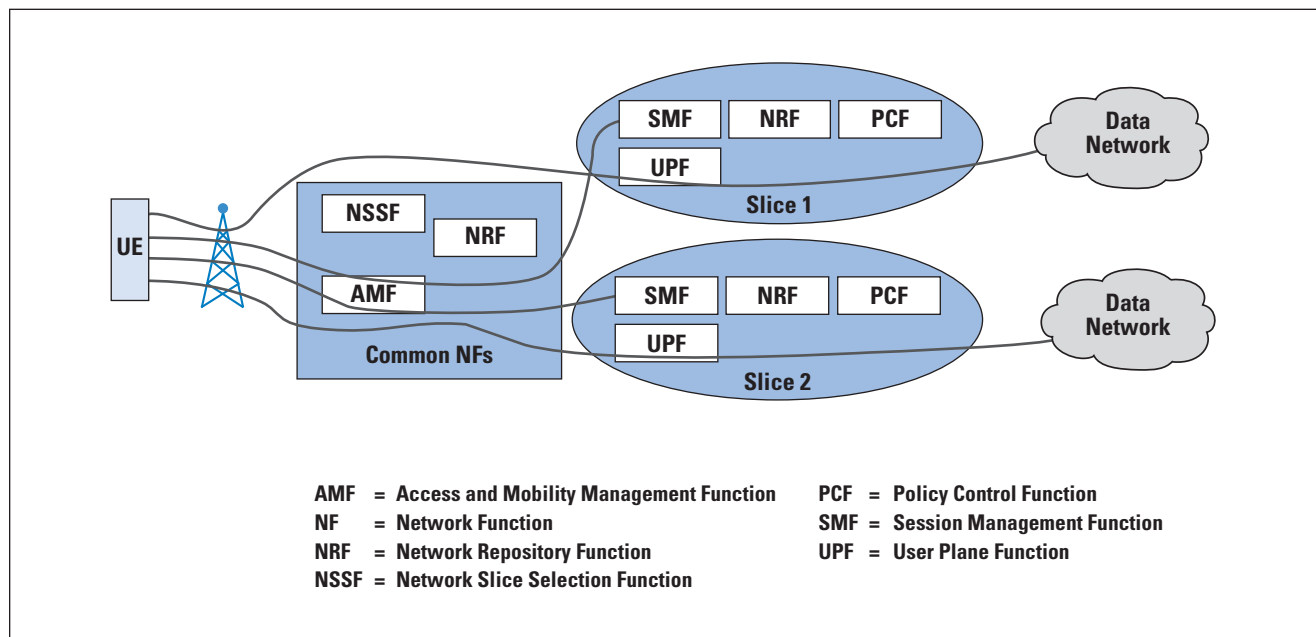 UE
NSSF
NRF
AMF
Common NFs
SMF NRF PCF
UPF
Slice 1
SMF NRF PCF
UPF
Slice 2
Data
Network
Data
Network
AMF = Access and Mobility Management Function
NF = Network Function
NRF = Network Repository Function
NSSF = Network Slice Selection Function
PCF = Policy Control Function
SMF = Session Management Function
UPF = User Plane Function